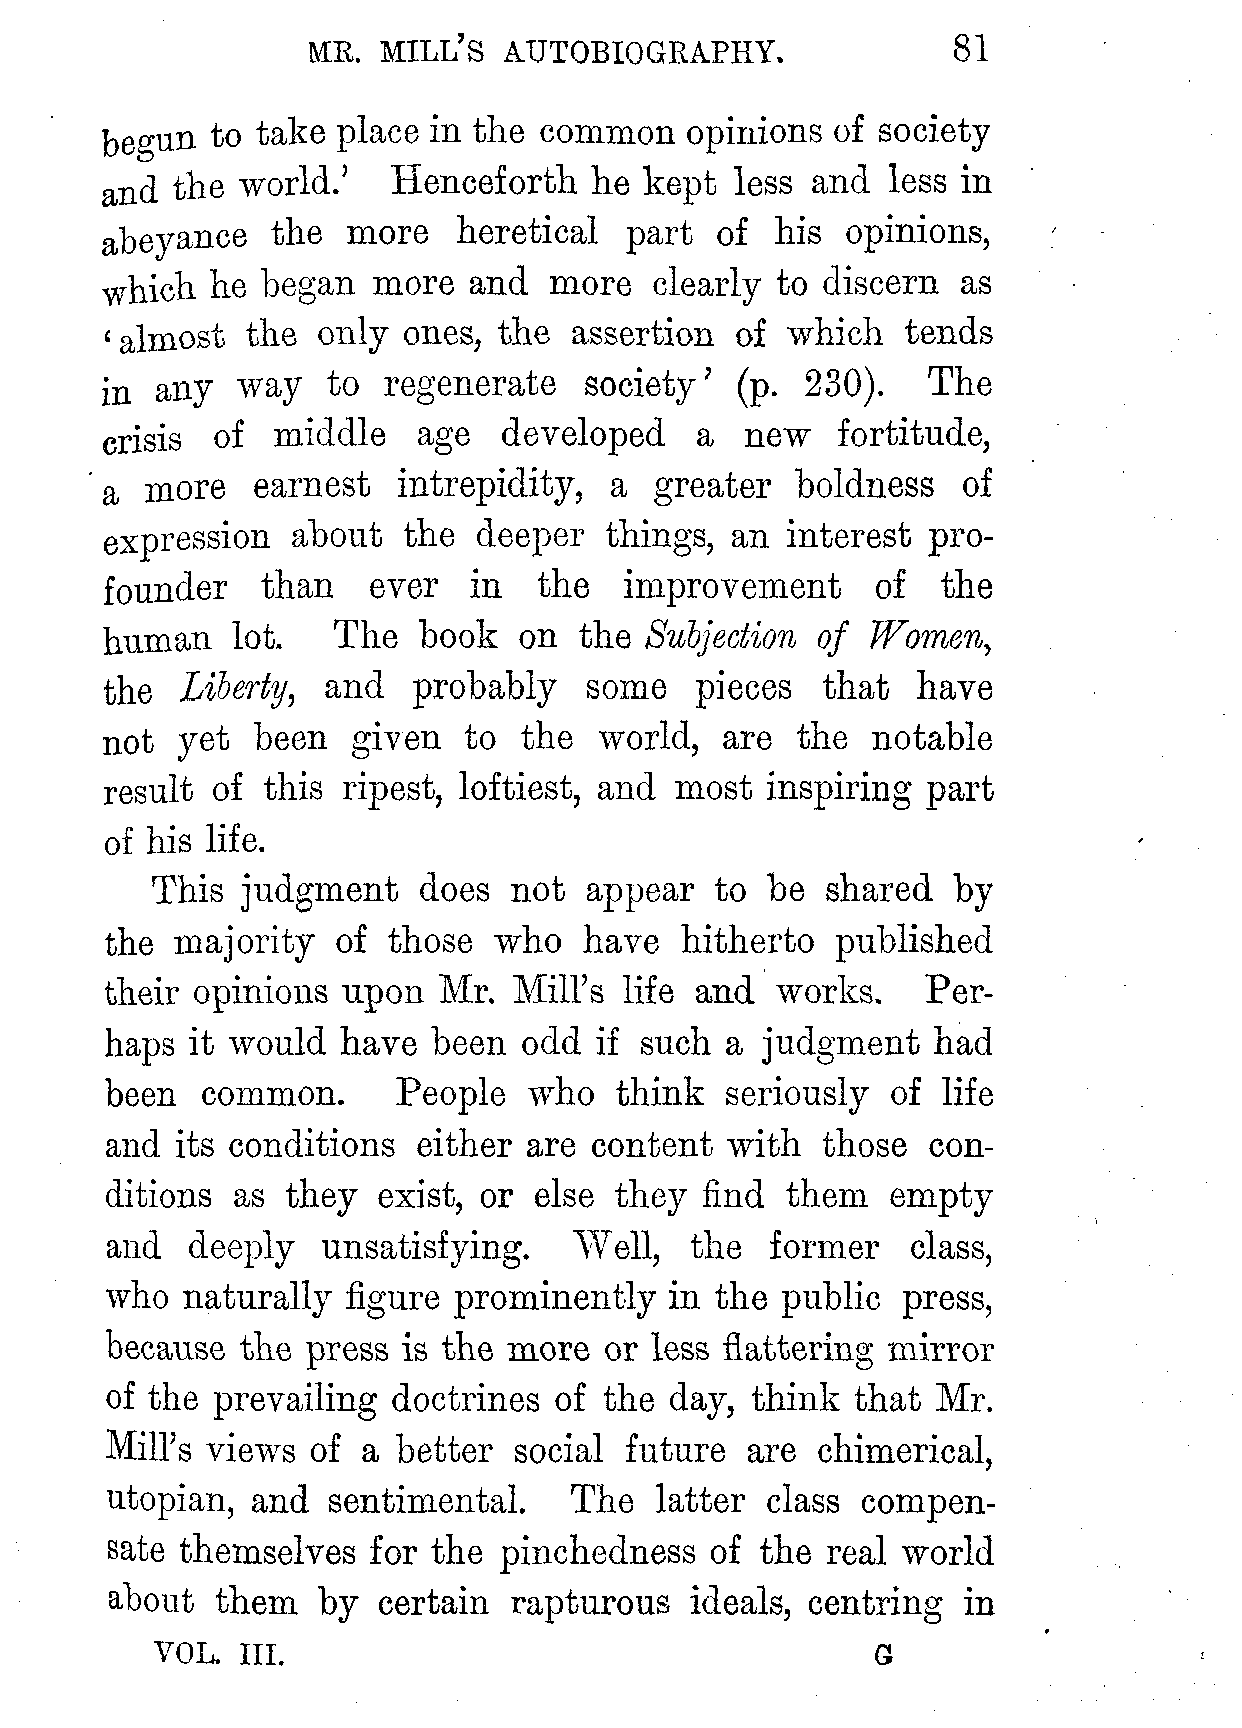 MR. MILL'S AUTOBIOGRAPHY. 81
begun to take place in the common opinions of society
and the world.' Henceforth he kept less and less in
abeyance the more heretical part of his opinions,
which he began more and more clearly to discern as
'almost the only ones, the assertion of which tends
in any way to regenerate society' (p. 230). The
crisis of middle age developed a new fortitude,
a more earnest intrepidity, a greater boldness of
expression about the deeper things, an interest pro-
founder than ever in the improvement of the
human lot. The book on the Subjection of Women,
the Liberty, and probably some pieces that have
not yet been given to the world, are the notable
result of this ripest, loftiest, and most inspiring part
of his life.
This judgment does not appear to be shared by
the majority of those who have hitherto published
their opinions upon Mr. Mill's life and works. Per-
haps it would have been odd if such a judgment had
been common. People who think seriously of life
and its conditions either are content with those con-
ditions as they exist, or else they find them empty
and deeply unsatisfying. Well, the former class,
who naturally figure prominently in the public press,
because the press is the more or less flattering mirror
of the prevailing doctrines of the day, think that Mr.
Mill's views of a better social future are chimerical,
utopian, and sentimental. The latter class compen-
sate themselves for the pinchedness of the real world
about them by certain rapturous ideals, centring in
VOL. III. G